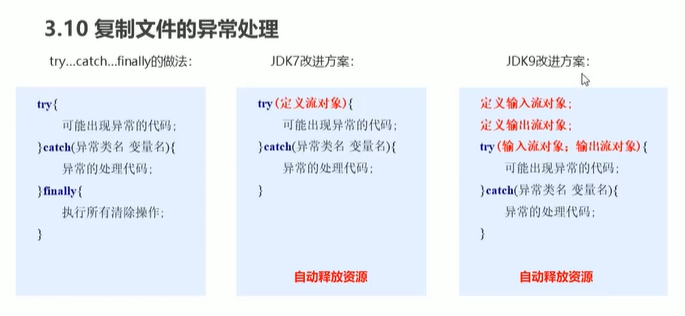 3.10 复制文件的异常处理
try...catch...finally的做法：
try{
可能出现异常的代码;
}catch(异常类名 变量名){
异常的处理代码;
}finally{
执行所有清除操作;
}
JDK7改进方案：
try(定义流对象){
可能出现异常的代码;
}catch(异常类名 变量名){
异常的处理代码;
}
自动释放资源
JDK9改进方案：
定义输入流对象;
定义输出流对象;
try(输入流对象；输出流对象){
可能出现异常的代码;
}catch(异常类名 变量名){
异常的处理代码;
}
自动释放资源